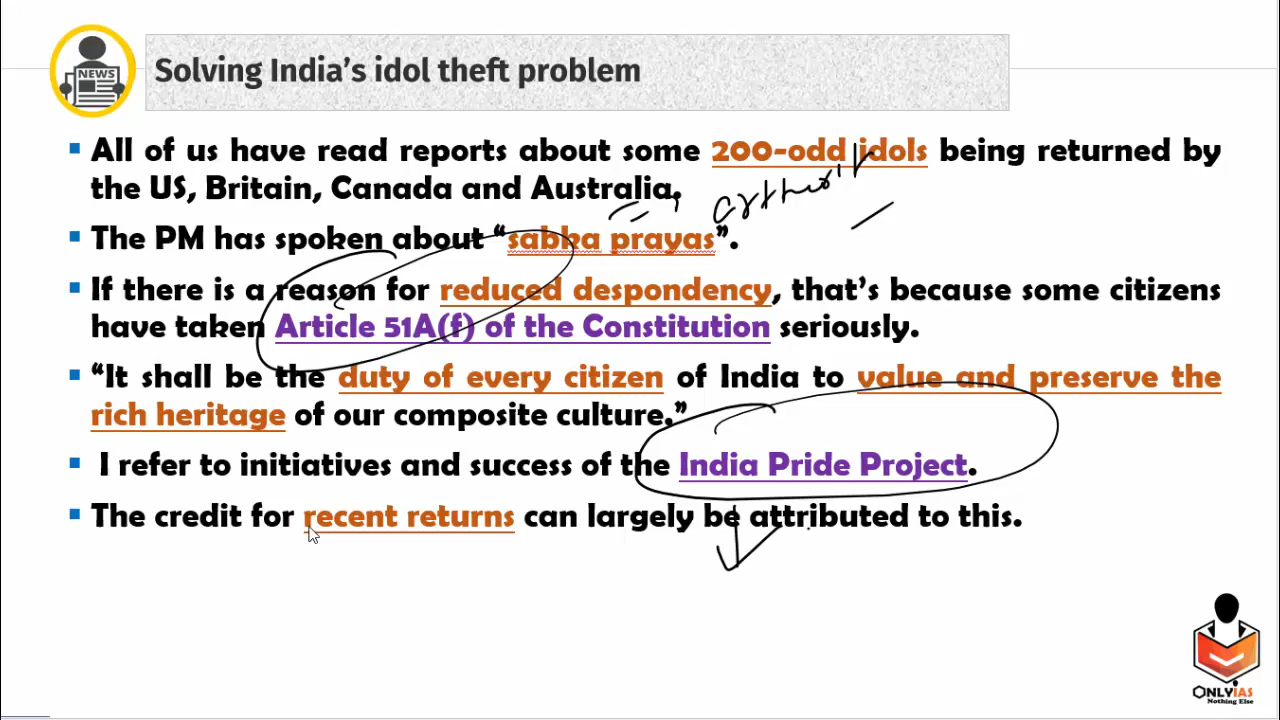 NEWS
Solving India's idol theft problem
▪ All of us have read reports about some 200-odd idols being returned by
the US, Britain, Canada and Australia.
▪ The PM has spoken about “sabka prayas”.
▪ If there is a reason for reduced despondency, that's because some citizens
have taken Article 51A(f) of the Constitution seriously.
▪ “It shall be the duty of every citizen of India to value and preserve the
rich heritage of our composite culture.”
▪ I refer to initiatives and success of the India Pride Project.
▪ The credit for recent returns can largely be attributed to this.
ONLYIAS
Nothing Else